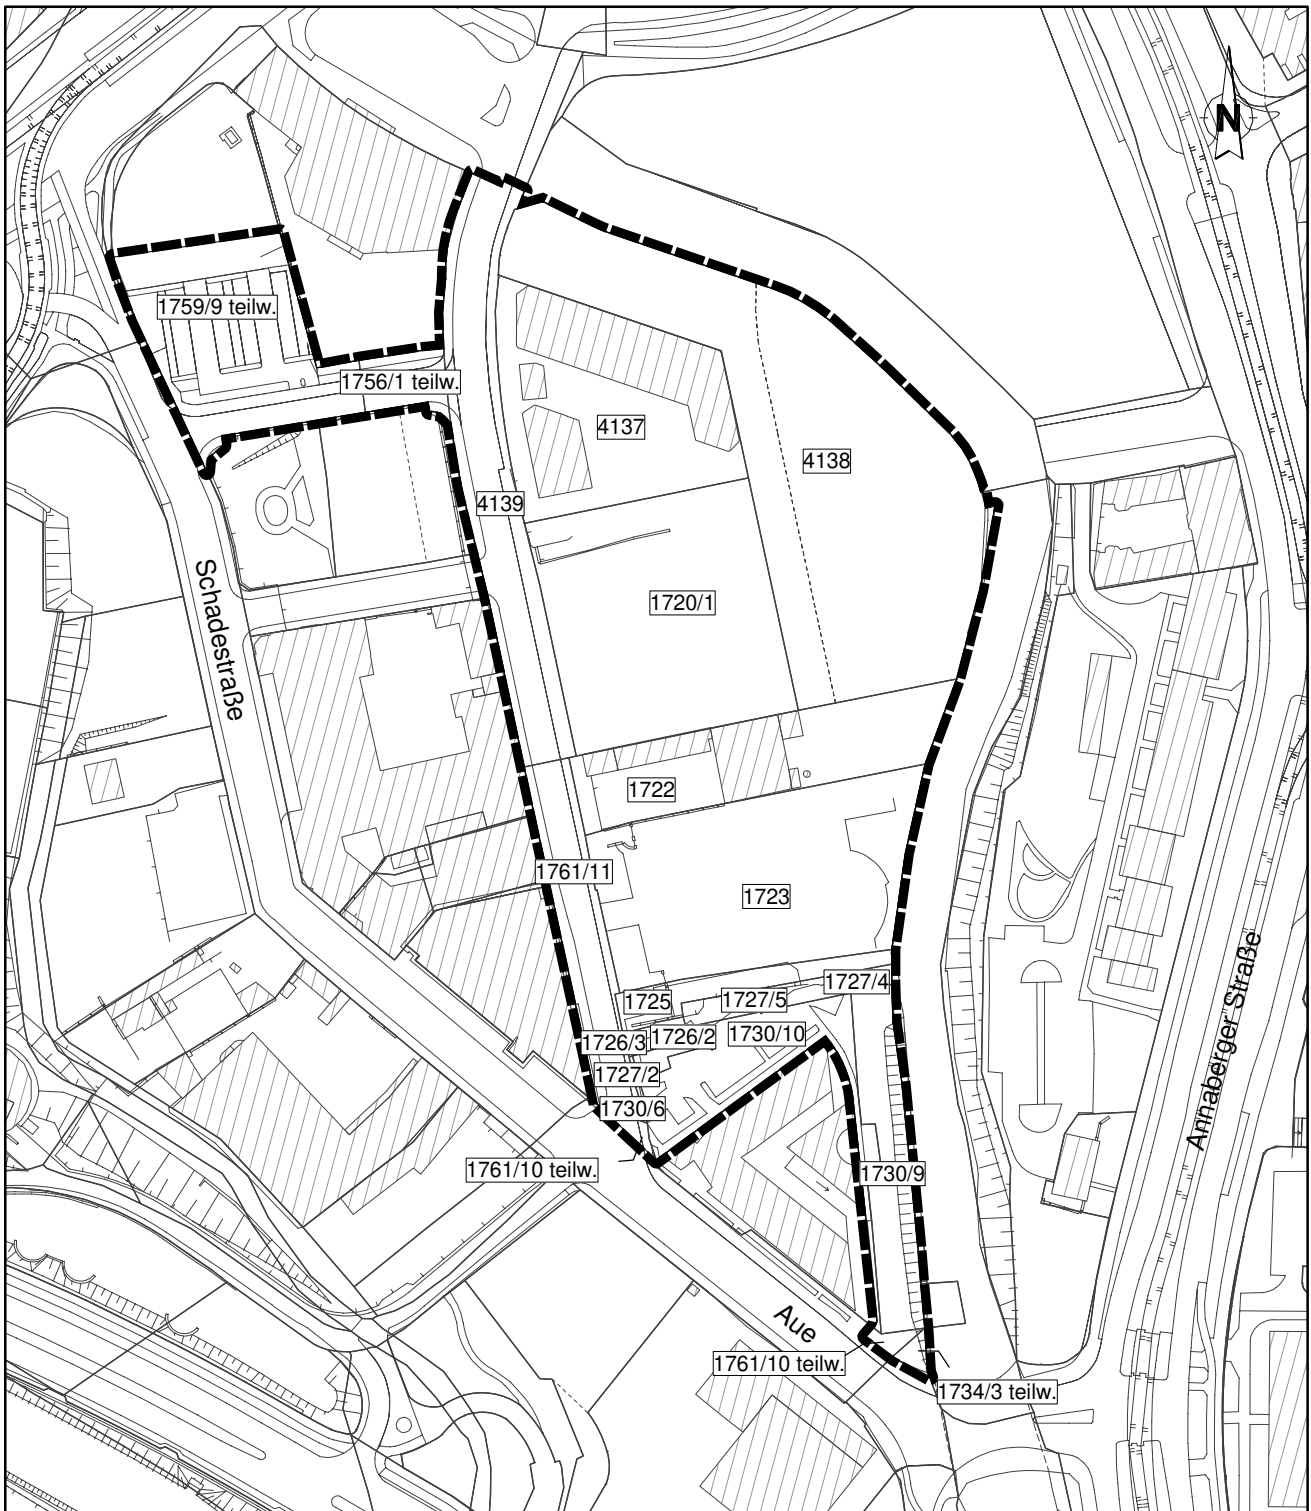 N
1759/9 teilw.
1756/1 teilw.
4137
4138
4139
Schadestraße
1720/1
1722
1761/11
1723
1727/4
1725
1727/5
1726/3
1726/2
1730/10
1727/2
1730/6
Annaberger Straße
1761/10 teilw.
1730/9
Aue
1761/10 teilw.
1734/3 teilw.